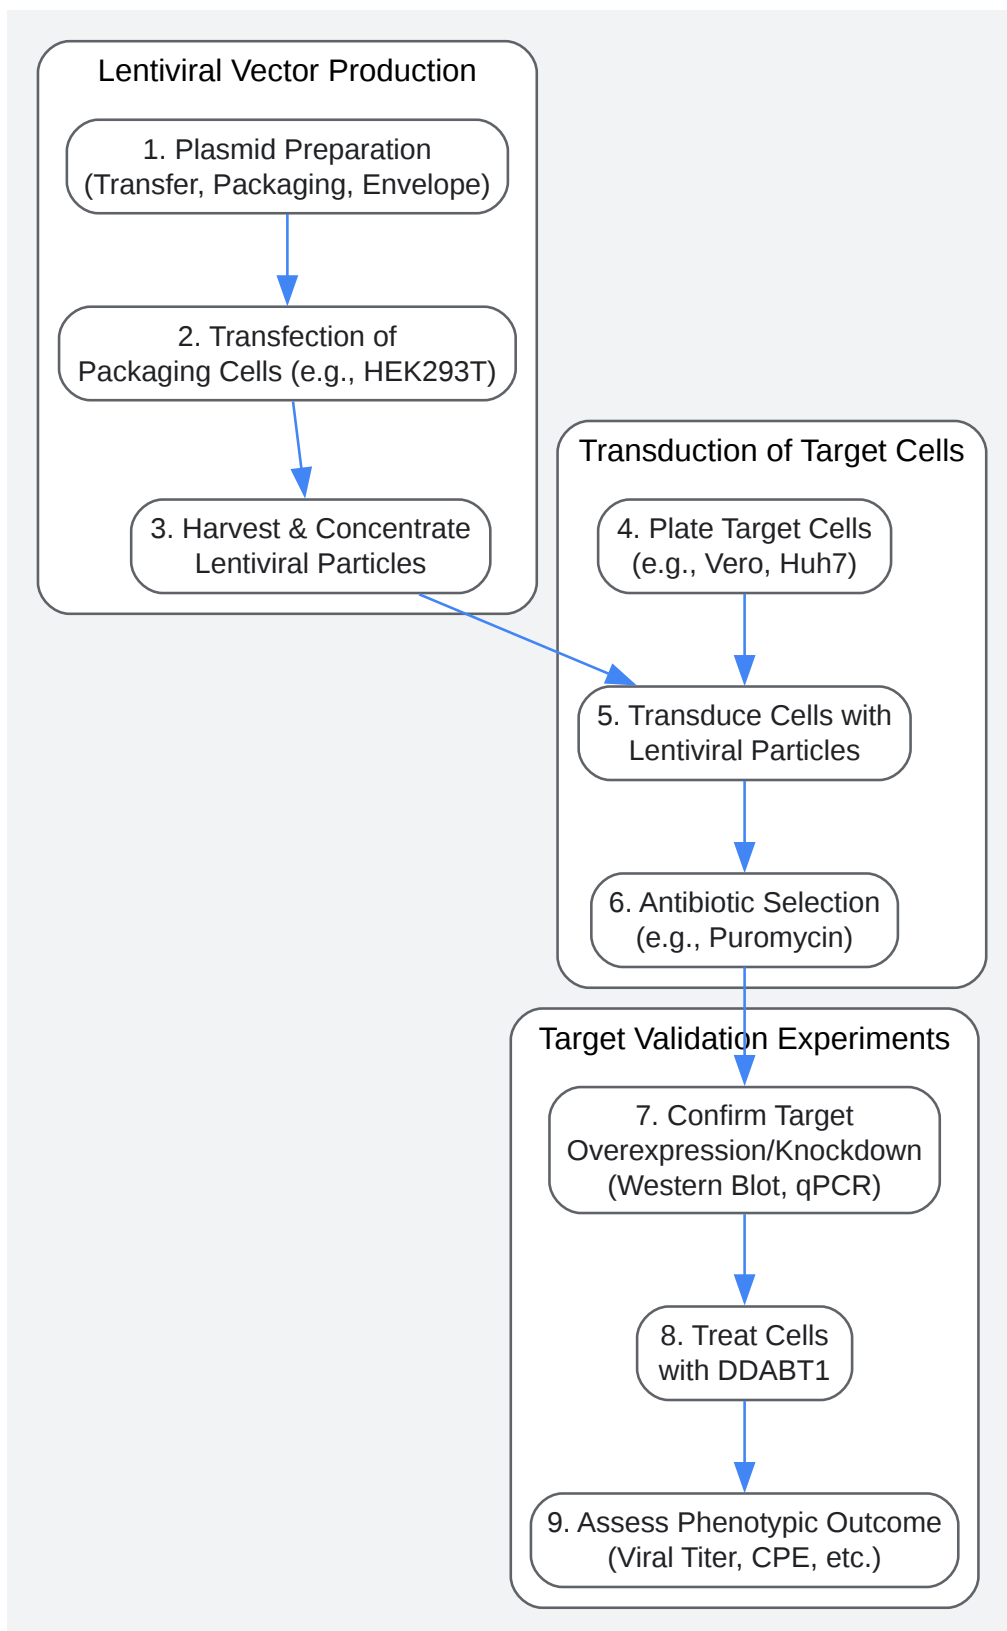 Lentiviral Vector Production
1. Plasmid Preparation
(Transfer, Packaging, Envelope)
2. Transfection of
Packaging Cells (e.g., HEK293T)
3. Harvest & Concentrate
Lentiviral Particles
Transduction of Target Cells
4. Plate Target Cells
(e.g., Vero, Huh7)
5. Transduce Cells with
Lentiviral Particles
6. Antibiotic Selection
(e.g., Puromycin)
Target Validation Experiments
7. Confirm Target
Overexpression/Knockdown
(Western Blot, qPCR)
8. Treat Cells
with DDABT1
9. Assess Phenotypic Outcome
(Viral Titer, CPE, etc.)